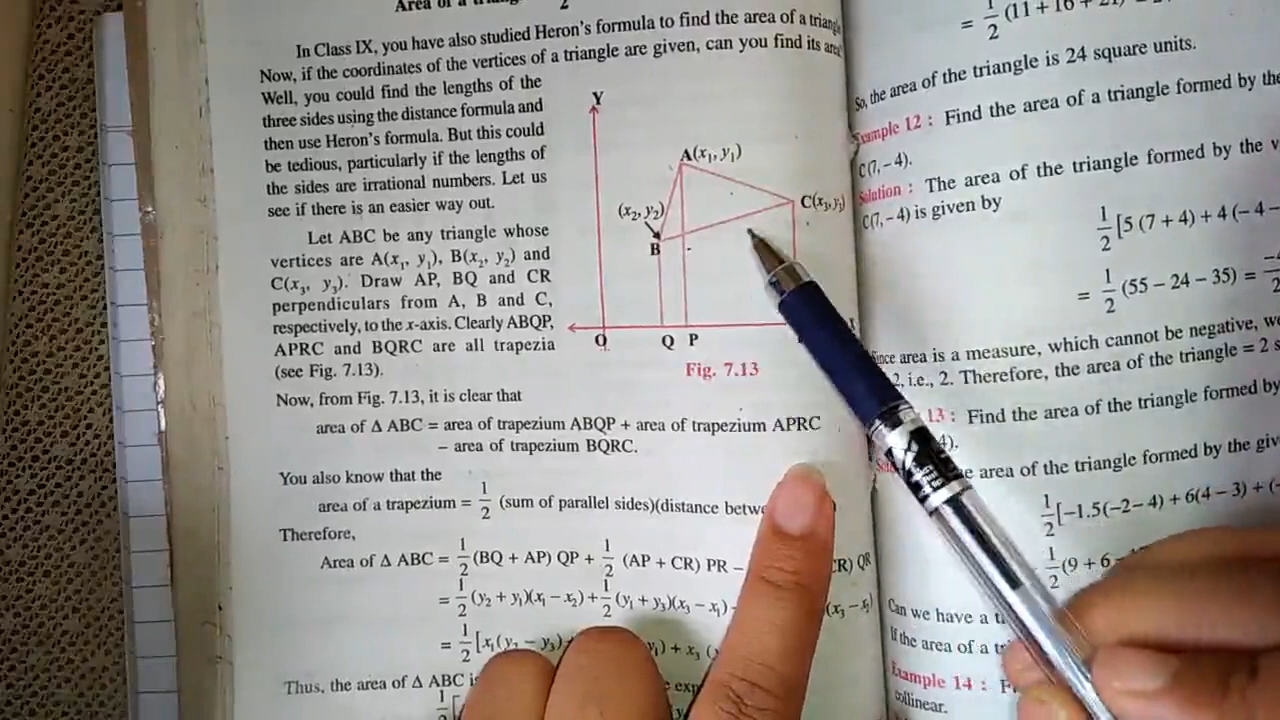 Area of a
2
In Class IX, you have also studied Heron's formula to find the area of a triangle
Now, if the coordinates of the vertices of a triangle are given, can you find its area
Well, you could find the lengths of the
three sides using the distance formula and
then use Heron's formula. But this could
be tedious, particularly if the lengths of
the sides are irrational numbers. Let us
see if there is an easier way out.
Let ABC be any triangle whose
vertices are A(x₁, y₁), B(x₂, y₂) and
C(x₃, y₃). Draw AP, BQ and CR
perpendiculars from A, B and C,
respectively, to the x-axis. Clearly ABQP,
APRC and BQRC are all trapezia
(see Fig. 7.13).
Y
A(x₁, y₁)
(x₂, y₂)
C(x₃, y₃)
B
O Q P
X
Fig. 7.13
Now, from Fig. 7.13, it is clear that
area of Δ ABC = area of trapezium ABQP + area of trapezium APRC
– area of trapezium BQRC.
You also know that the
area of a trapezium = 1/2 (sum of parallel sides)(distance
Therefore,
Area of Δ ABC = 1/2 (BQ + AP) QP + 1/2 (AP + CR) PR – CR) QR
= 1/2 (y₂ + y₁)(x₁ – x₂) + 1/2 (y₁ + y₃)(x₃ – x₁) (x₃ – x₂)
= 1/2 [x₁(y₂ – y₃) y₁) + x₃ (
Thus, the area of Δ ABC
1/2 [
= 1/2 (11 + 16 + 21)
So, the area of the triangle is 24 square units.
Example 12 : Find the area of a triangle formed by the
C(7, – 4).
Solution : The area of the triangle formed by the
C(7, – 4) is given by
1/2 [5 (7 + 4) + 4 (– 4 –
= 1/2 (55 – 24 – 35) =
Since area is a measure, which cannot be negative, we
2, i.e., 2. Therefore, the area of the triangle = 2
13 : Find the area of the triangle formed by
4).
area of the triangle formed by the
1/2 [–1.5(–2 – 4) + 6(4 – 3) + (–
1/2 (9 + 6
Can we have a
If the area of a
Example 14 :
collinear.